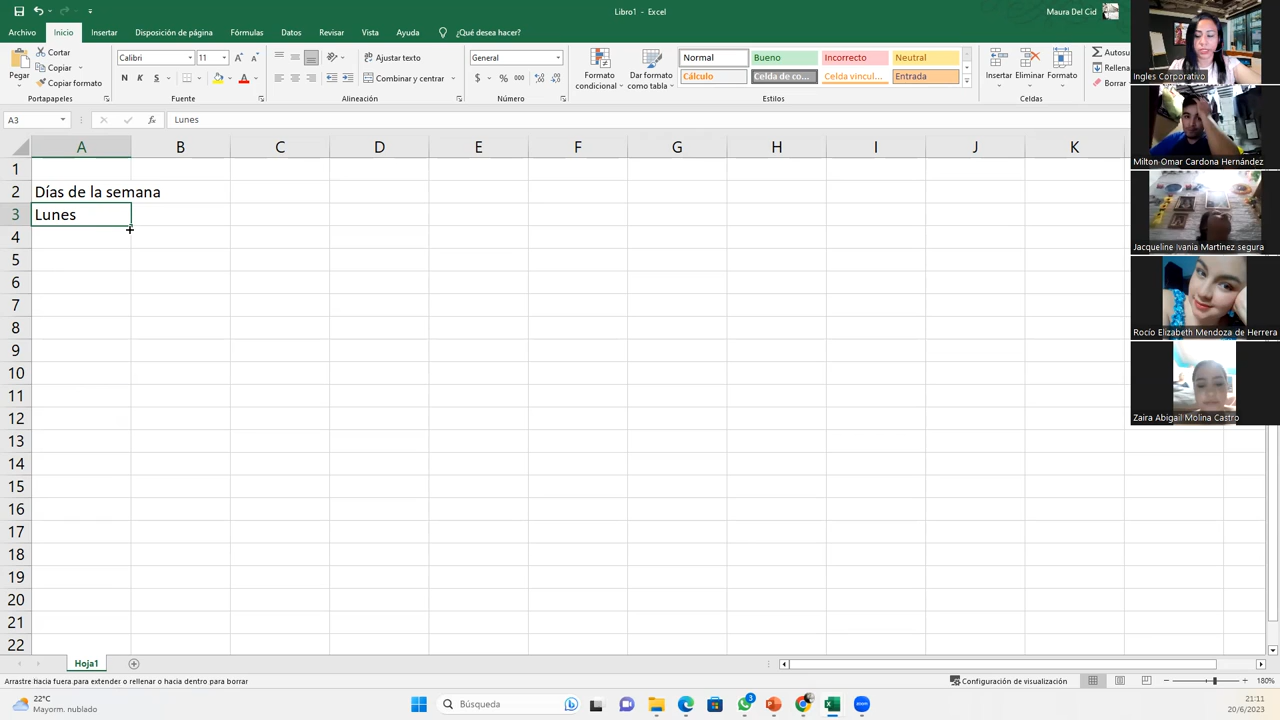 Libro1 - Excel
Maura Del Cid
Archivo Inicio Insertar Disposición de página Fórmulas Datos Revisar Vista Ayuda ¿Qué desea hacer?
Pegar
Cortar
Copiar
Copiar formato
Portapapeles
Calibri 11
N K S
Fuente
Ajustar texto
Combinar y centrar
Alineación
General
$ % 000
Número
Formato condicional
Dar formato como tabla
Normal Bueno Incorrecto Neutral
Cálculo Celda de co... Celda vincul... Entrada
Estilos
Insertar Eliminar Formato
Celdas
Autosu
Rellena
Borrar
A3 fx Lunes
A B C D E F G H I J K
1
2 Días de la semana
3 Lunes
4
5
6
7
8
9
10
11
12
13
14
15
16
17
18
19
20
21
22
Ingles Corporativo
Milton Omar Cardona Hernández
Jacqueline Ivania Martinez segura
Rocío Elizabeth Mendoza de Herrera
Zaira Abigail Molina Castro
Hoja1
Arrastre hacia fuera para extender o rellenar o hacia dentro para borrar
Configuración de visualización
180%
22°C
Mayorm. nublado
Búsqueda
3
zoom
21:11
20/6/2023